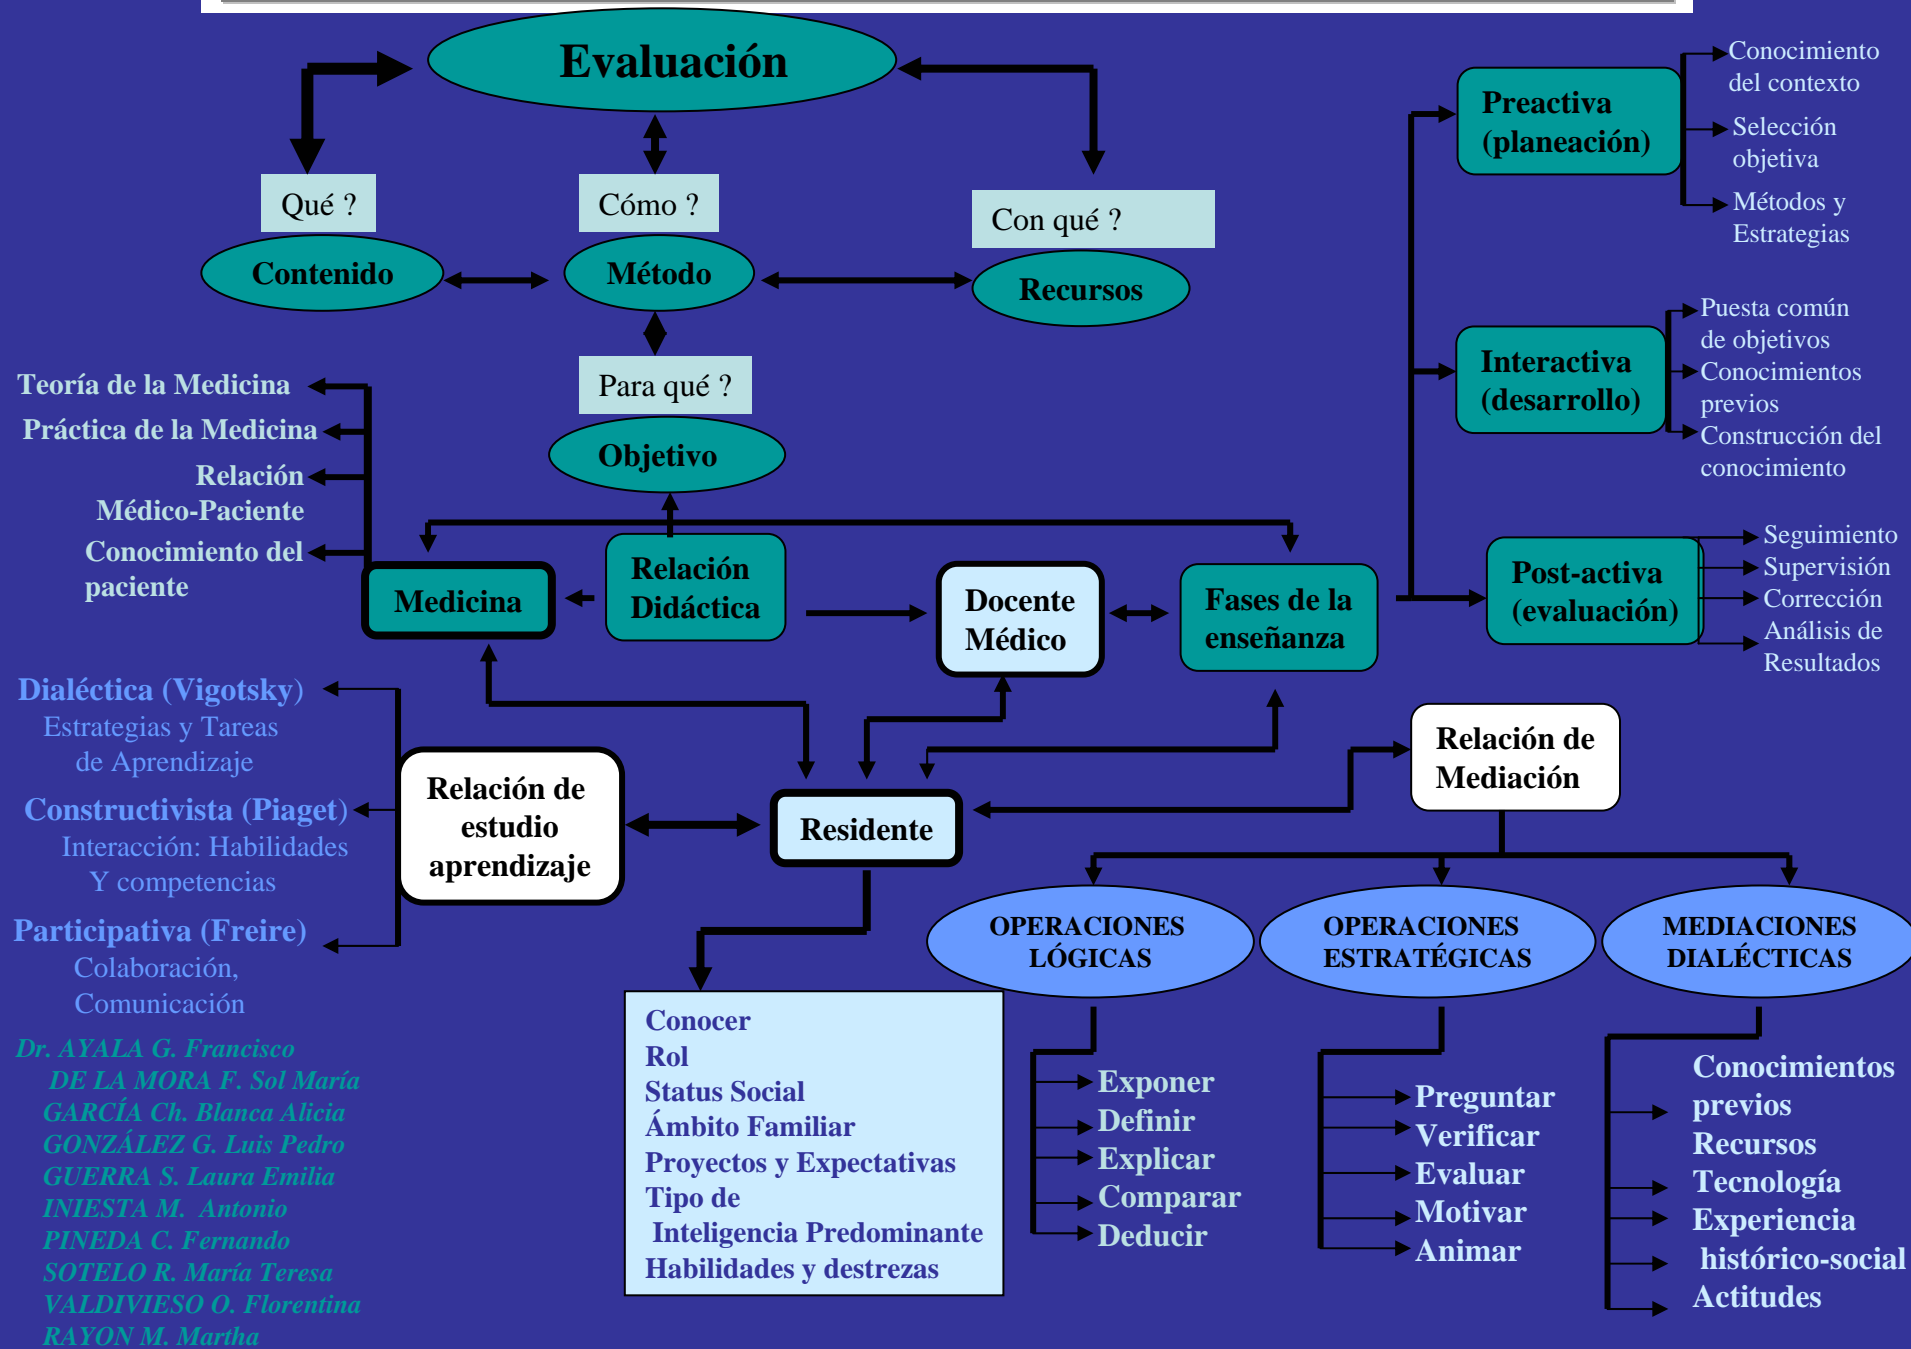 Evaluación
Qué ?
Cómo ?
Con qué ?
Contenido
Método
Recursos
Para qué ?
Objetivo
Teoría de la Medicina
Práctica de la Medicina
Relación
Médico-Paciente
Conocimiento del
paciente
Medicina
Relación
Didáctica
Docente
Médico
Fases de la
enseñanza
Preactiva
(planeación)
Conocimiento
del contexto
Selección
objetiva
Métodos y
Estrategias
Interactiva
(desarrollo)
Puesta común
de objetivos
Conocimientos
previos
Construcción del
conocimiento
Post-activa
(evaluación)
Seguimiento
Supervisión
Corrección
Análisis de
Resultados
Dialéctica (Vigotsky)
Estrategias y Tareas
de Aprendizaje
Constructivista (Piaget)
Interacción: Habilidades
Y competencias
Participativa (Freire)
Colaboración,
Comunicación
Relación de
estudio
aprendizaje
Residente
Relación de
Mediación
OPERACIONES
LÓGICAS
OPERACIONES
ESTRATÉGICAS
MEDIACIONES
DIALÉCTICAS
Conocer
Rol
Status Social
Ámbito Familiar
Proyectos y Expectativas
Tipo de
Inteligencia Predominante
Habilidades y destrezas
Exponer
Definir
Explicar
Comparar
Deducir
Preguntar
Verificar
Evaluar
Motivar
Animar
Conocimientos
previos
Recursos
Tecnología
Experiencia
histórico-social
Actitudes
Dr. AYALA G. Francisco
DE LA MORA F. Sol María
GARCÍA Ch. Blanca Alicia
GONZÁLEZ G. Luis Pedro
GUERRA S. Laura Emilia
INIESTA M. Antonio
PINEDA C. Fernando
SOTELO R. María Teresa
VALDIVIESO O. Florentina
RAYON M. Martha